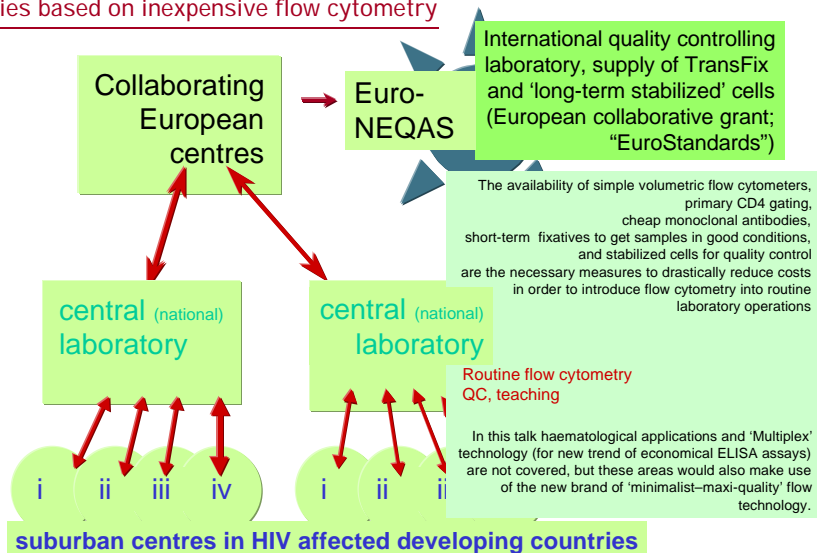 ies based on inexpensive flow cytometry
Collaborating
European
centres
Euro-
NEQAS
International quality controlling
laboratory, supply of TransFix
and ‘long-term stabilized’ cells
(European collaborative grant;
“EuroStandards”)
The availability of simple volumetric flow cytometers,
primary CD4 gating,
cheap monoclonal antibodies,
short-term fixatives to get samples in good conditions,
and stabilized cells for quality control
are the necessary measures to drastically reduce costs
in order to introduce flow cytometry into routine
laboratory operations
central (national)
laboratory
central (national)
laboratory
Routine flow cytometry
QC, teaching
In this talk haematological applications and ‘Multiplex’
technology (for new trend of economical ELISA assays)
are not covered, but these areas would also make use
of the new brand of ‘minimalist–maxi-quality’ flow
technology.
i ii iii iv
i ii
suburban centres in HIV affected developing countries